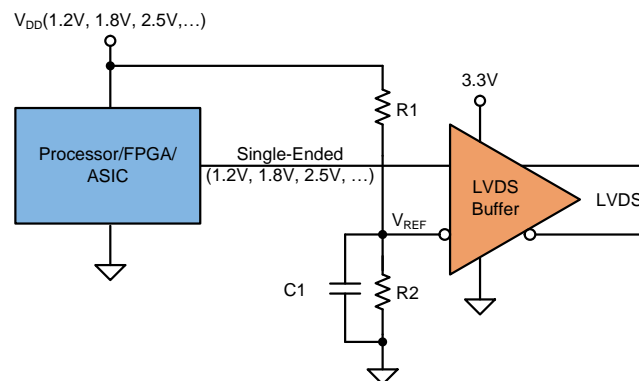 V_DD(1.2V, 1.8V, 2.5V,…)
3.3V
R1
Processor/FPGA/
ASIC
Single-Ended
(1.2V, 1.8V, 2.5V, …)
LVDS
Buffer
LVDS
V_REF
C1
R2